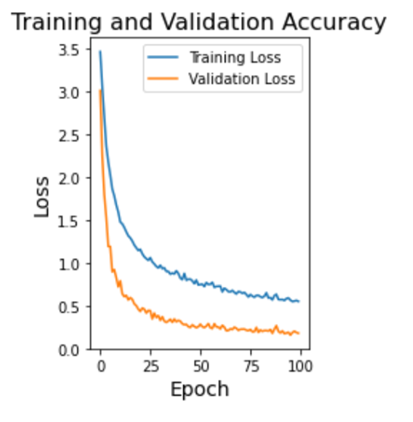 Training and Validation Accuracy
Training Loss
Validation Loss
3.5
3.0
2.5
2.0
1.5
1.0
0.5
0.0
Loss
0 25 50 75 100
Epoch